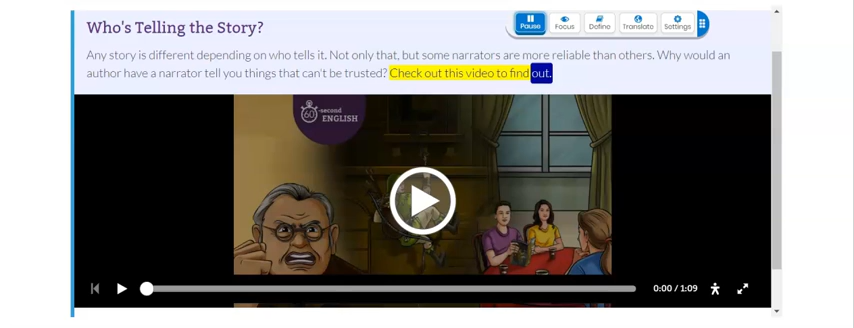 Who's Telling the Story?
Pause Focus Define Translate Settings
Any story is different depending on who tells it. Not only that, but some narrators are more reliable than others. Why would an
author have a narrator tell you things that can't be trusted? Check out this video to find out.
60 -second
ENGLISH
0:00 / 1:09